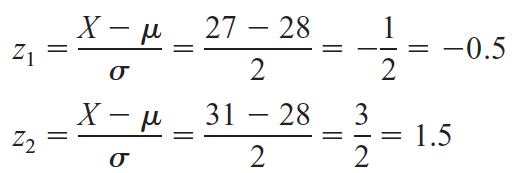 z₁ = (X − μ)/σ = (27 − 28)/2 = −1/2 = −0.5
z₂ = (X − μ)/σ = (31 − 28)/2 = 3/2 = 1.5